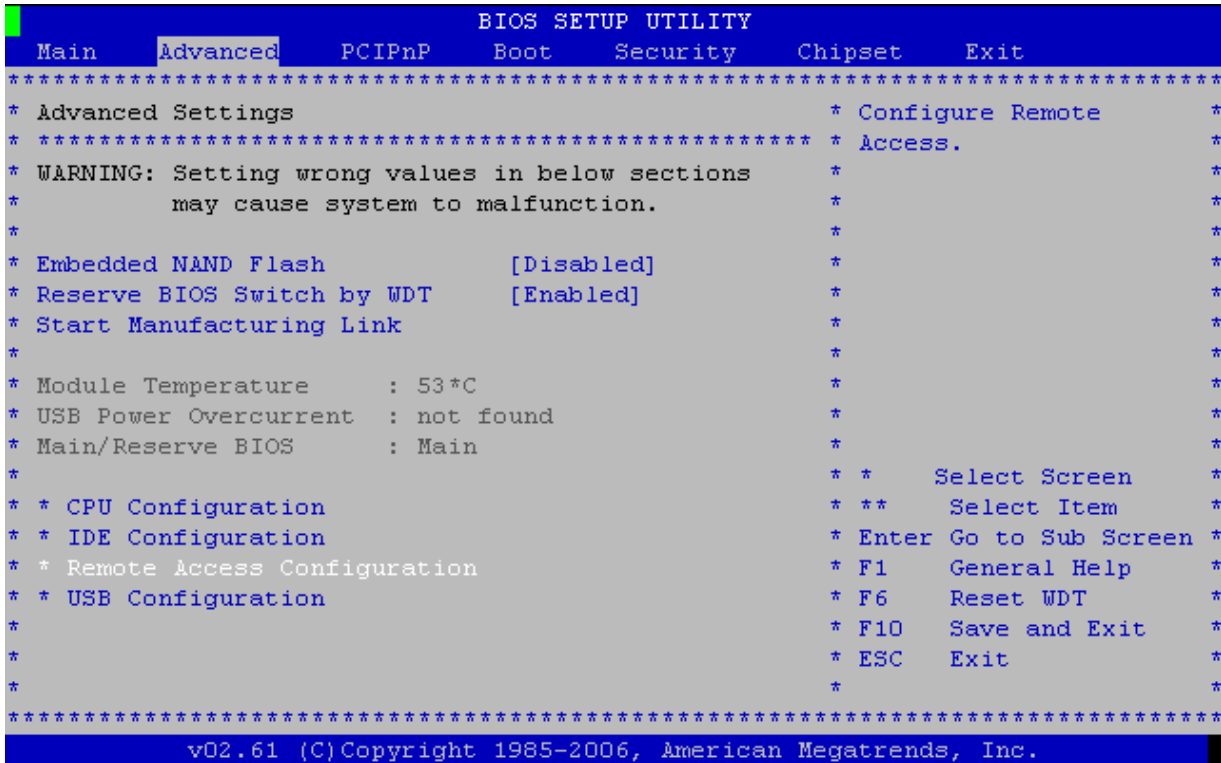 BIOS SETUP UTILITY
Main Advanced PCIPnP Boot Security Chipset Exit
********************************************************************************
* Advanced Settings * Configure Remote *
* *************************************************** * Access. *
* WARNING: Setting wrong values in below sections * *
* may cause system to malfunction. * *
* * *
* Embedded NAND Flash [Disabled] * *
* Reserve BIOS Switch by WDT [Enabled] * *
* Start Manufacturing Link * *
* * *
* Module Temperature : 53*C * *
* USB Power Overcurrent : not found * *
* Main/Reserve BIOS : Main * *
* * * Select Screen *
* * CPU Configuration * ** Select Item *
* * IDE Configuration * Enter Go to Sub Screen *
* * Remote Access Configuration * F1 General Help *
* * USB Configuration * F6 Reset WDT *
* * F10 Save and Exit *
* * ESC Exit *
* * *
********************************************************************************
v02.61 (C)Copyright 1985-2006, American Megatrends, Inc.